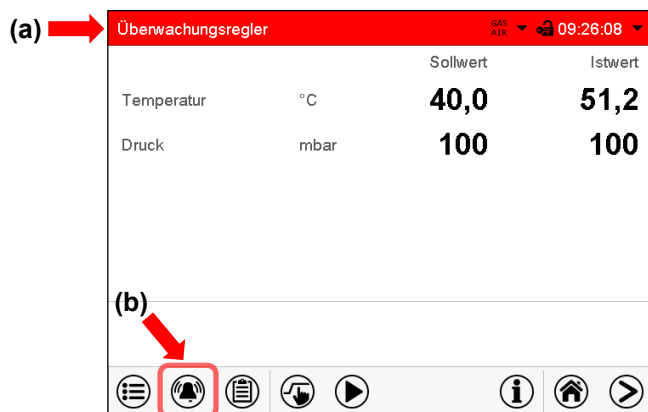 (a)
Überwachungsregler GAS AIR 09:26:08
Sollwert Istwert
Temperatur °C 40,0 51,2
Druck mbar 100 100
(b)
i